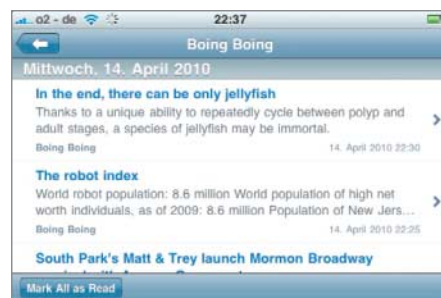 o2 - de 22:37
Boing Boing
Mittwoch, 14. April 2010
In the end, there can be only jellyfish
Thanks to a unique ability to repeatedly cycle between polyp and
adult stages, a species of jellyfish may be immortal.
Boing Boing 14. April 2010 22:30
The robot index
World robot population: 8.6 million World population of high net
worth individuals, as of 2009: 8.6 million Population of New Jers...
Boing Boing 14. April 2010 22:25
South Park's Matt & Trey launch Mormon Broadway
Mark All as Read